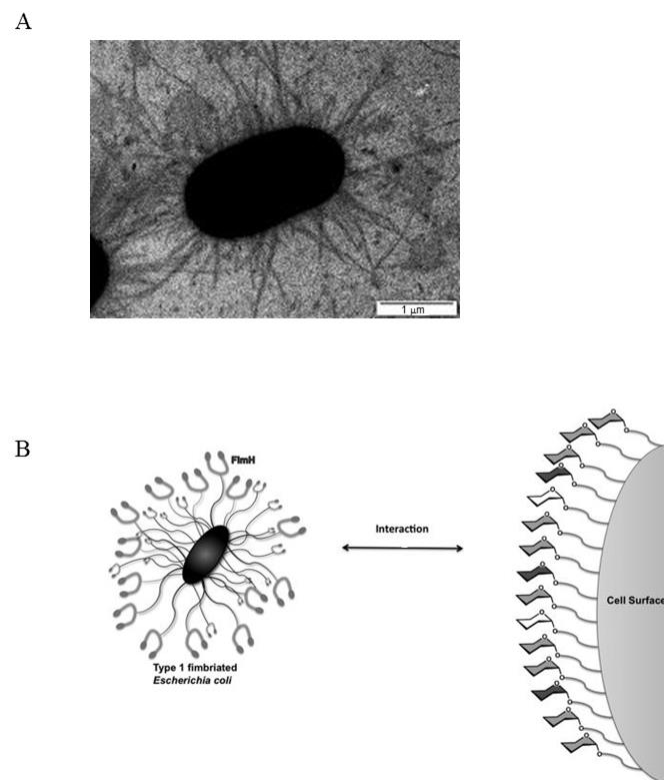 A
1 µm
B
FimH
Interaction
Cell Surface
Type 1 fimbriated
Escherichia coli